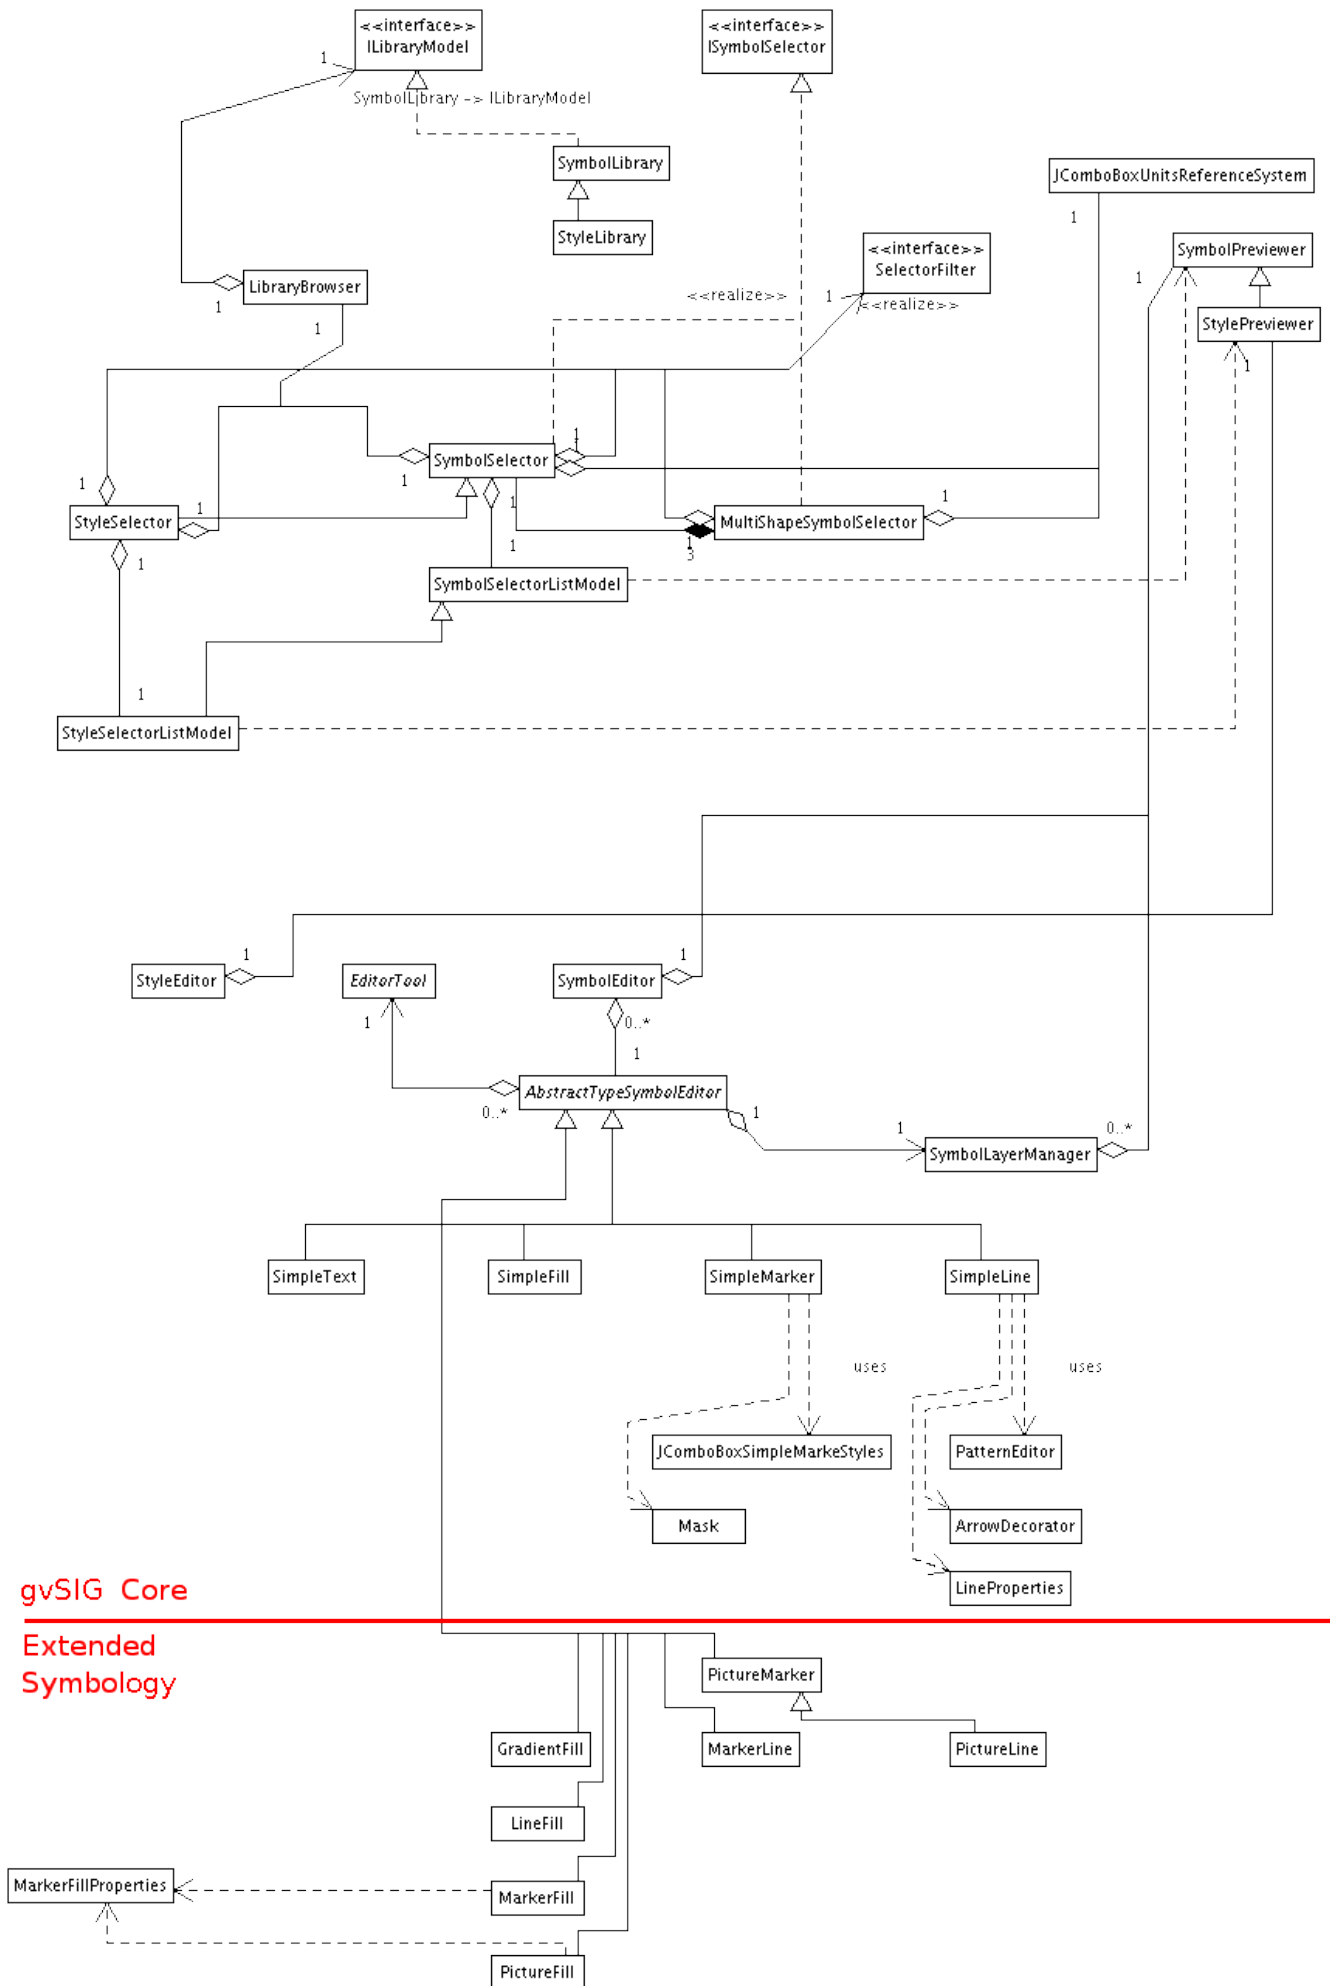 <<interface>>
ILibraryModel
<<interface>>
ISymbolSelector
1
SymbolLibrary -> ILibraryModel
SymbolLibrary
JComboBoxUnitsReferenceSystem
1
StyleLibrary
<<interface>>
SelectorFilter
SymbolPreviewer
LibraryBrowser
1
1
<<realize>>
1
<<realize>>
1
StylePreviewer
1
SymbolSelector
1
1
1
StyleSelector
1
1
1
1
MultiShapeSymbolSelector
1
1
3
1
SymbolSelectorListModel
1
StyleSelectorListModel
StyleEditor
1
EditorTool
1
SymbolEditor
1
0..*
1
AbstractTypeSymbolEditor
0..*
1
1
SymbolLayerManager
0..*
SimpleText
SimpleFill
SimpleMarker
SimpleLine
uses
uses
JComboBoxSimpleMarkeStyles
PatternEditor
Mask
ArrowDecorator
LineProperties
gvSIG Core
Extended
Symbology
PictureMarker
GradientFill
MarkerLine
PictureLine
LineFill
MarkerFillProperties
MarkerFill
PictureFill